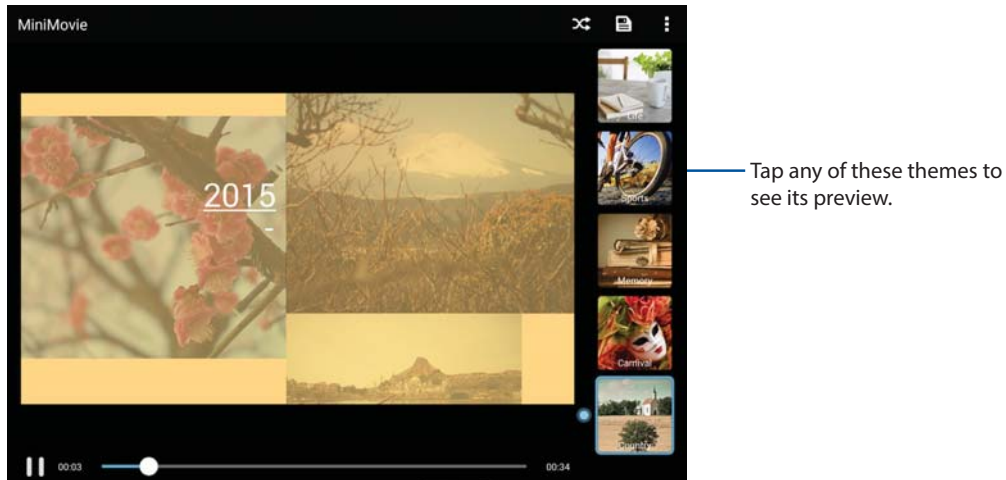 MiniMovie
2015
Life
Sports
Memory
Carnival
Country
Tap any of these themes to
see its preview.
00:03
00:34